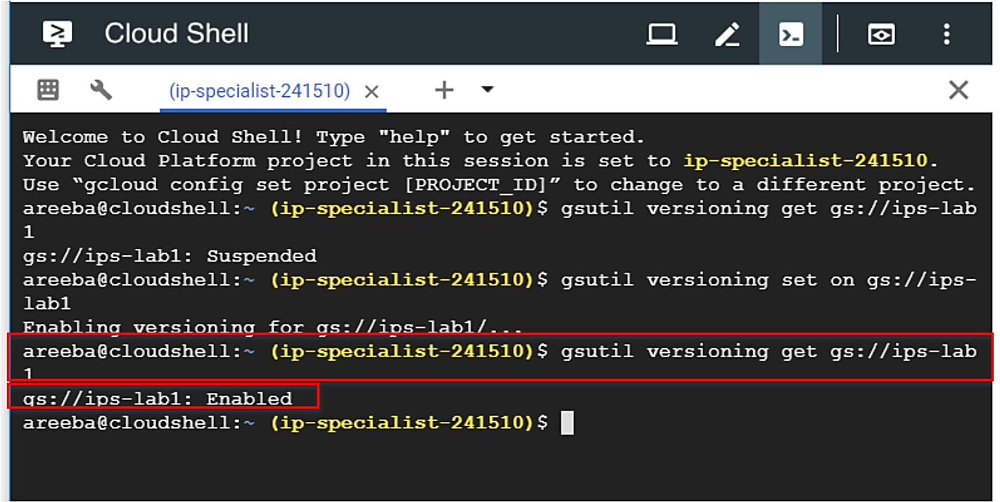 Cloud Shell
(ip-specialist-241510)
Welcome to Cloud Shell! Type "help" to get started.
Your Cloud Platform project in this session is set to ip-specialist-241510.
Use “gcloud config set project [PROJECT_ID]” to change to a different project.
areeba@cloudshell:~ (ip-specialist-241510)$ gsutil versioning get gs://ips-lab
1
gs://ips-lab1: Suspended
areeba@cloudshell:~ (ip-specialist-241510)$ gsutil versioning set on gs://ips-
lab1
Enabling versioning for gs://ips-lab1/...
areeba@cloudshell:~ (ip-specialist-241510)$ gsutil versioning get gs://ips-lab
1
gs://ips-lab1: Enabled
areeba@cloudshell:~ (ip-specialist-241510)$